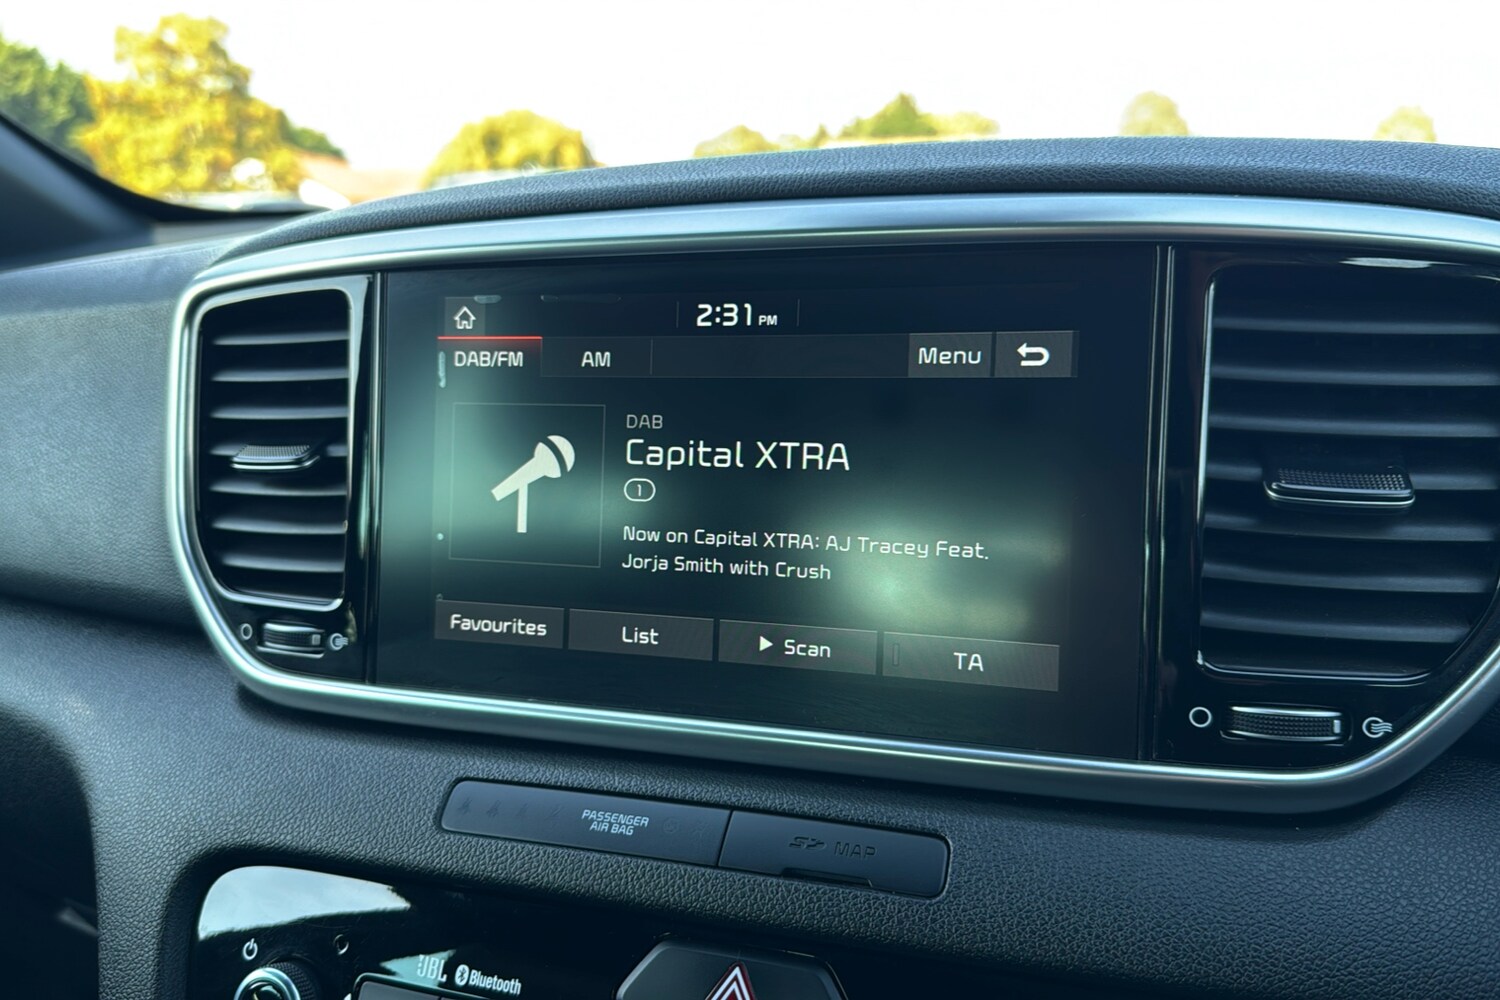 2:31 PM
DAB/FM
AM
Menu
DAB
Capital XTRA
1
Now on Capital XTRA: AJ Tracey Feat.
Jorja Smith with Crush
Favourites
List
Scan
TA
PASSENGER
AIR BAG
MAP
JBL
Bluetooth